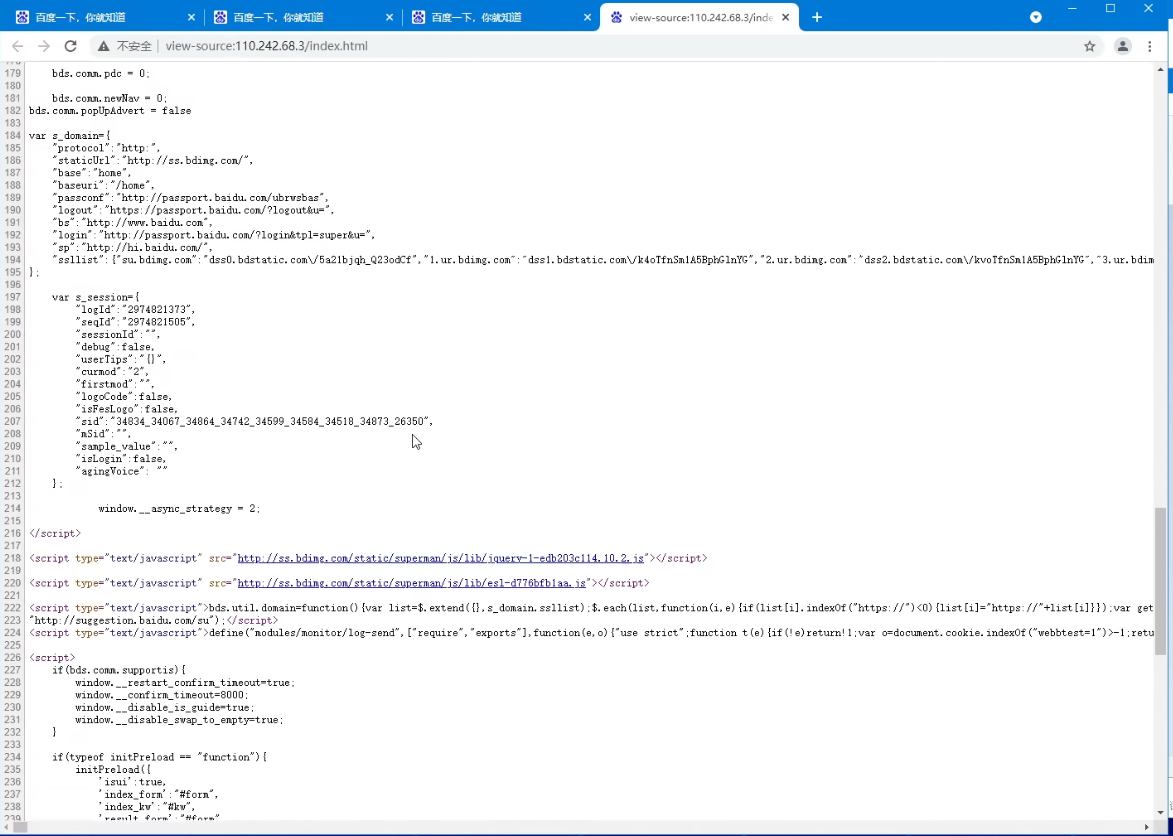 百度一下，你就知道
百度一下，你就知道
百度一下，你就知道
view-source:110.242.68.3/inde
不安全 view-source:110.242.68.3/index.html
179 bds.comm.pdc = 0;
180
181 bds.comm.newNav = 0;
182 bds.comm.popUpAdvert = false
183
184 var s_domain={
185 "protocol":"http:",
186 "staticUrl":"http://ss.bdimg.com/",
187 "base":"home",
188 "baseuri":"/home",
189 "passconf":"http://passport.baidu.com/ubrwsbas",
190 "logout":"https://passport.baidu.com/?logout&u=",
191 "bs":"http://www.baidu.com",
192 "login":"http://passport.baidu.com/?login&tpl=super&u=",
193 "sp":"http://hi.baidu.com/",
194 "ssllist":{"su.bdimg.com":"dss0.bdstatic.com\/5a21bjqh_Q23odCf","1.ur.bdimg.com":"dss1.bdstatic.com\/k4oTfnSm1A5BphGlnYG","2.ur.bdimg.com":"dss2.bdstatic.com\/kvoTfnSm1A5BphGlnYG","3.ur.bdim
195 };
196
197 var s_session={
198 "logId":"2974821373",
199 "seqId":"2974821505",
200 "sessionId":"",
201 "debug":false,
202 "userTips":"{}",
203 "curmod":"2",
204 "firstmod":"",
205 "logoCode":false,
206 "isFesLogo":false,
207 "sid":"34834_34067_34864_34742_34599_34584_34518_34873_26350",
208 "mSid":"",
209 "sample_value":"",
210 "isLogin":false,
211 "agingVoice": ""
212 };
213
214 window.__async_strategy = 2;
215
216 </script>
217
218 <script type="text/javascript" src="http://ss.bdimg.com/static/superman/js/lib/jquery-1-edb203c114.10.2.js"></script>
219
220 <script type="text/javascript" src="http://ss.bdimg.com/static/superman/js/lib/esl-d776bfb1aa.js"></script>
221
222 <script type="text/javascript">bds.util.domain=function(){var list=$.extend({},s_domain.ssllist);$.each(list,function(i,e){if(list[i].indexOf("https://")<0){list[i]="https://"+list[i]}});var get
223 "http://suggestion.baidu.com/su");</script>
224 <script type="text/javascript">define("modules/monitor/log-send",["require","exports"],function(e,o){"use strict";function t(e){if(!e)return!1;var o=document.cookie.indexOf("webbtest=1")>-1;retu
225
226 <script>
227 if(bds.comm.supportis){
228 window.__restart_confirm_timeout=true;
229 window.__confirm_timeout=8000;
230 window.__disable_is_guide=true;
231 window.__disable_swap_to_empty=true;
232 }
233
234 if(typeof initPreload == "function"){
235 initPreload({
236 'isui':true,
237 'index_form':"#form",
238 'index_kw':"#kw",
239 'result_form':"#form"